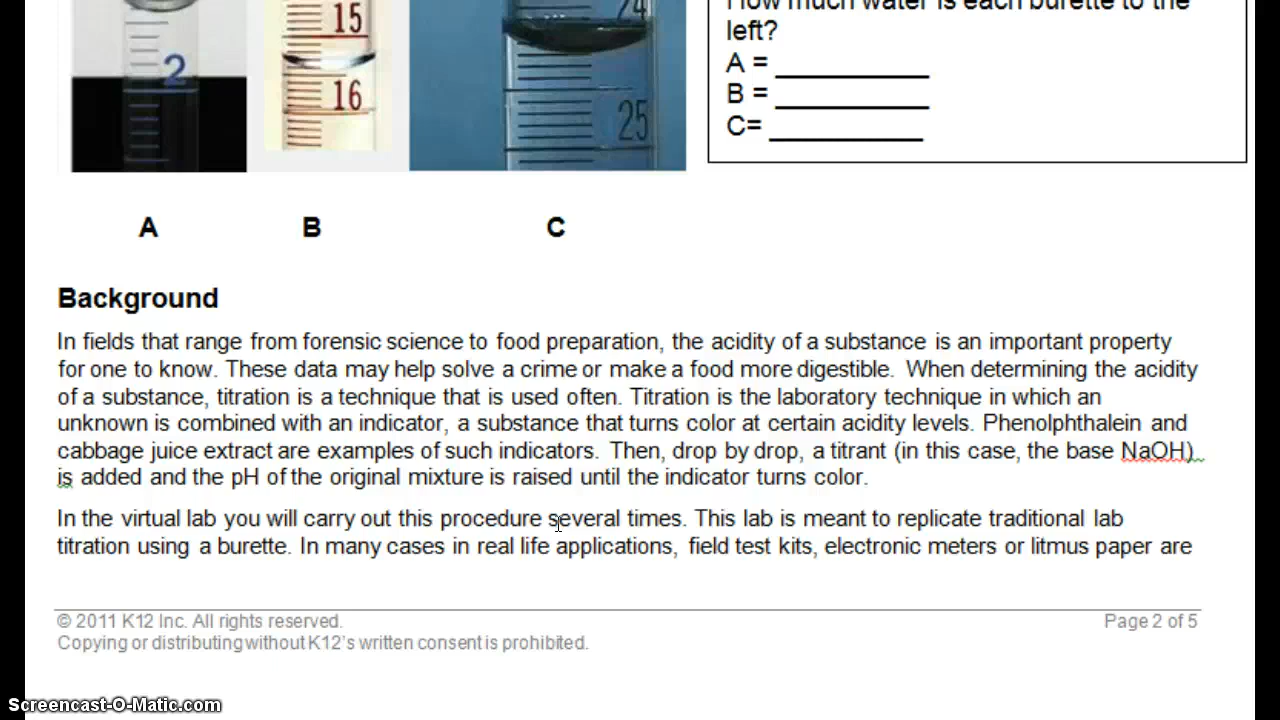 How much water is each burette to the
left?
A = ___________
B = ___________
C= ___________
2
15
16
24
25
A B C
Background
In fields that range from forensic science to food preparation, the acidity of a substance is an important property
for one to know. These data may help solve a crime or make a food more digestible. When determining the acidity
of a substance, titration is a technique that is used often. Titration is the laboratory technique in which an
unknown is combined with an indicator, a substance that turns color at certain acidity levels. Phenolphthalein and
cabbage juice extract are examples of such indicators. Then, drop by drop, a titrant (in this case, the base NaOH)
is added and the pH of the original mixture is raised until the indicator turns color.
In the virtual lab you will carry out this procedure several times. This lab is meant to replicate traditional lab
titration using a burette. In many cases in real life applications, field test kits, electronic meters or litmus paper are
© 2011 K12 Inc. All rights reserved. Page 2 of 5
Copying or distributing without K12's written consent is prohibited.
Screencast-O-Matic.com